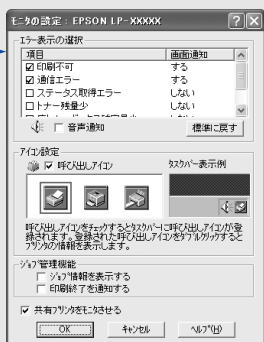 モニタの設定 : EPSON LP-XXXXX
エラー表示の選択
項目 画面通知
印刷不可 する
通信エラー する
ステータス取得エラー しない
トナー残量少 しない
音声通知 標準に戻す
アイコン設定
呼び出しアイコン タスクバー表示例
呼び出しアイコンをチェックするとタスクバーに呼び出しアイコンが登
録されます。登録された呼び出しアイコンをダブルクリックすると
プリンタの情報を表示します。
ジョブ管理機能
ジョブ情報を表示する
印刷終了を通知する
共有プリンタをモニタさせる
OK キャンセル ヘルプ(H)